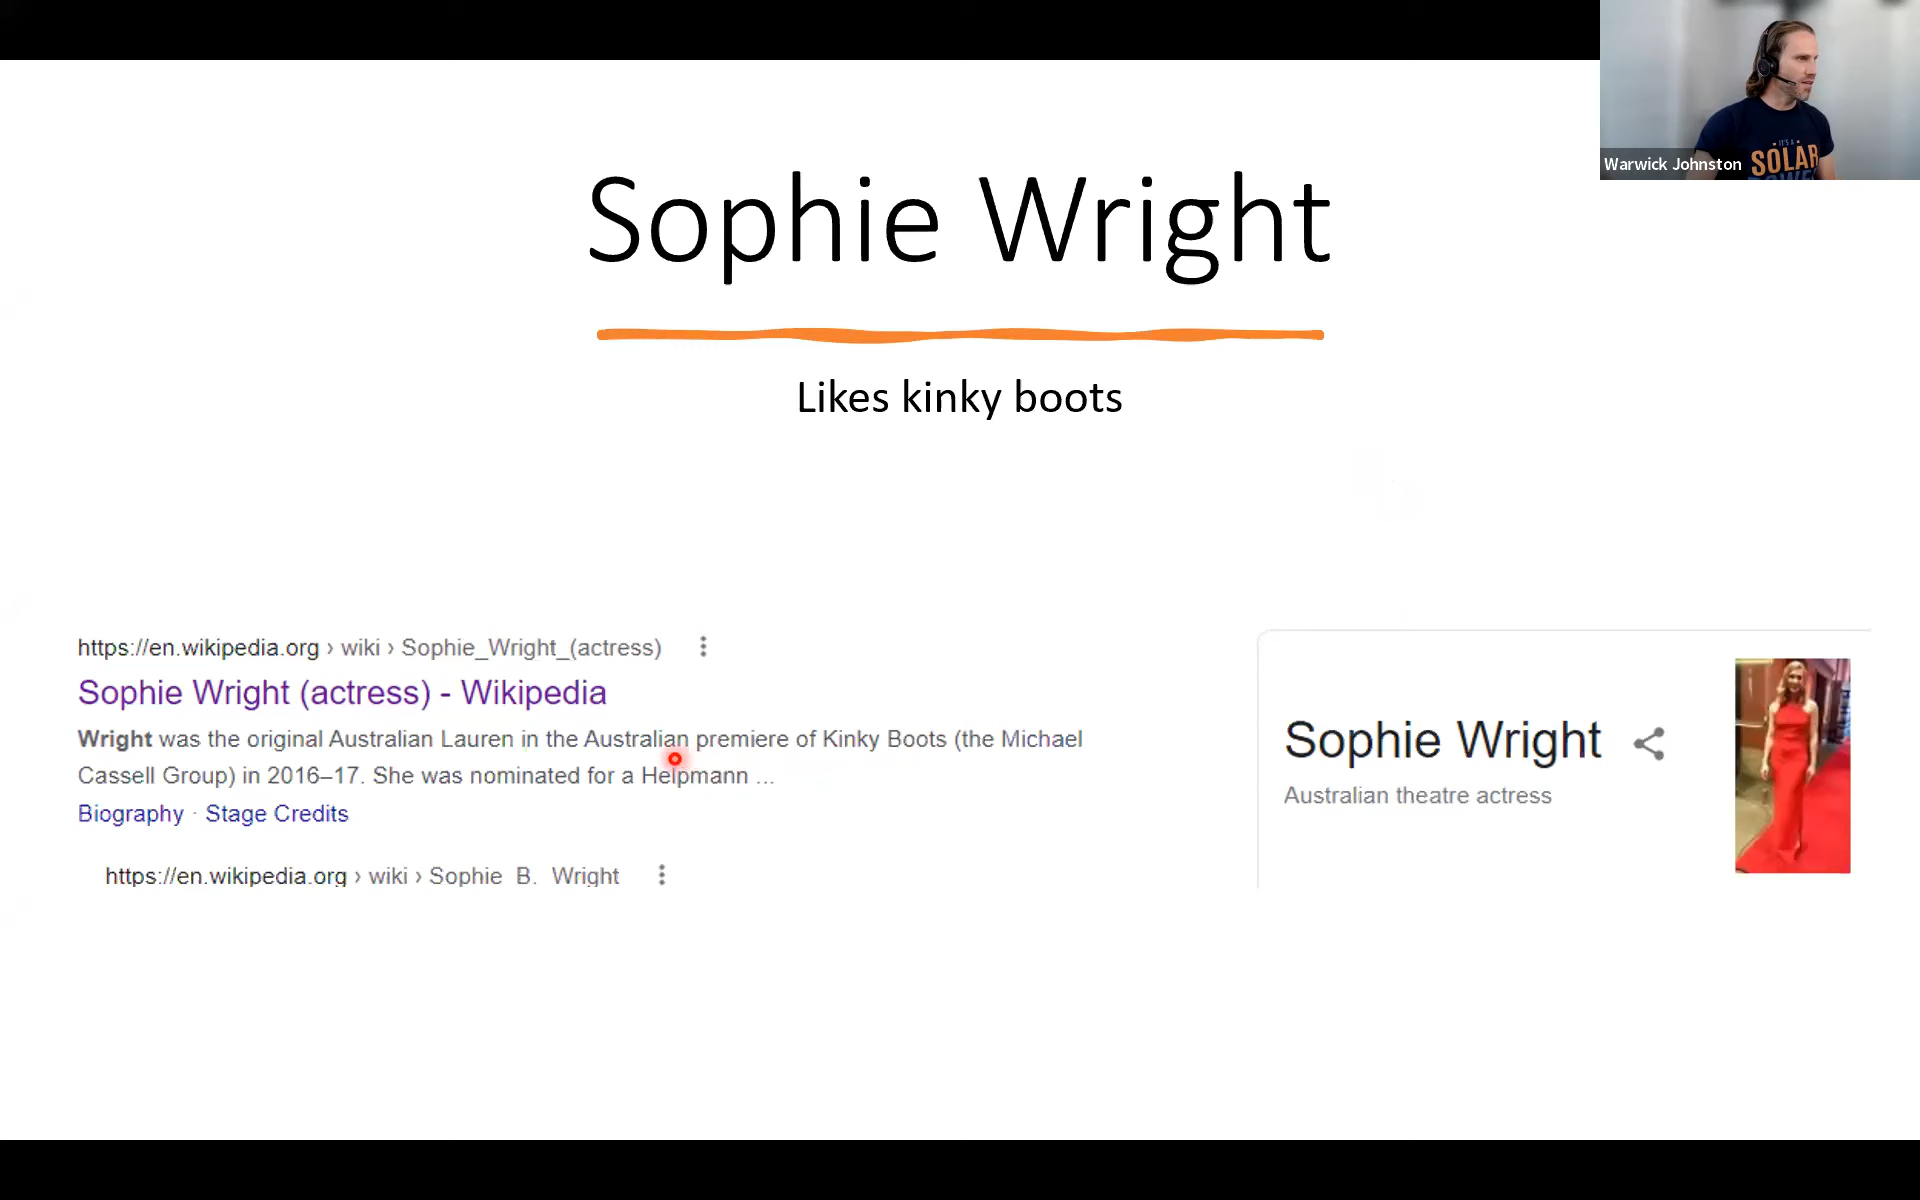 Sophie Wright
Likes kinky boots
IT'S A
SOLAR
POWER
Warwick Johnston
https://en.wikipedia.org › wiki › Sophie_Wright_(actress)
Sophie Wright (actress) - Wikipedia
Wright was the original Australian Lauren in the Australian premiere of Kinky Boots (the Michael
Cassell Group) in 2016–17. She was nominated for a Helpmann ...
Biography · Stage Credits
https://en.wikipedia.org › wiki › Sophie_B._Wright
Sophie Wright
Australian theatre actress